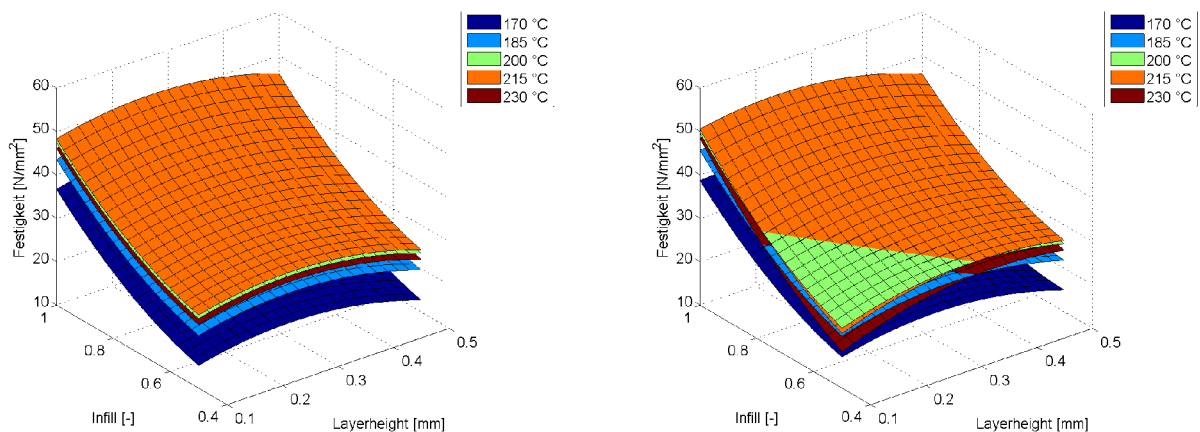 170 °C
185 °C
200 °C
215 °C
230 °C
Festigkeit [N/mm²]
60
50
40
30
20
10
1
0.8
0.6
0.4
Infill [-]
0.1
0.2
0.3
0.4
0.5
Layerheight [mm]
170 °C
185 °C
200 °C
215 °C
230 °C
Festigkeit [N/mm²]
60
50
40
30
20
10
1
0.8
0.6
0.4
Infill [-]
0.1
0.2
0.3
0.4
0.5
Layerheight [mm]